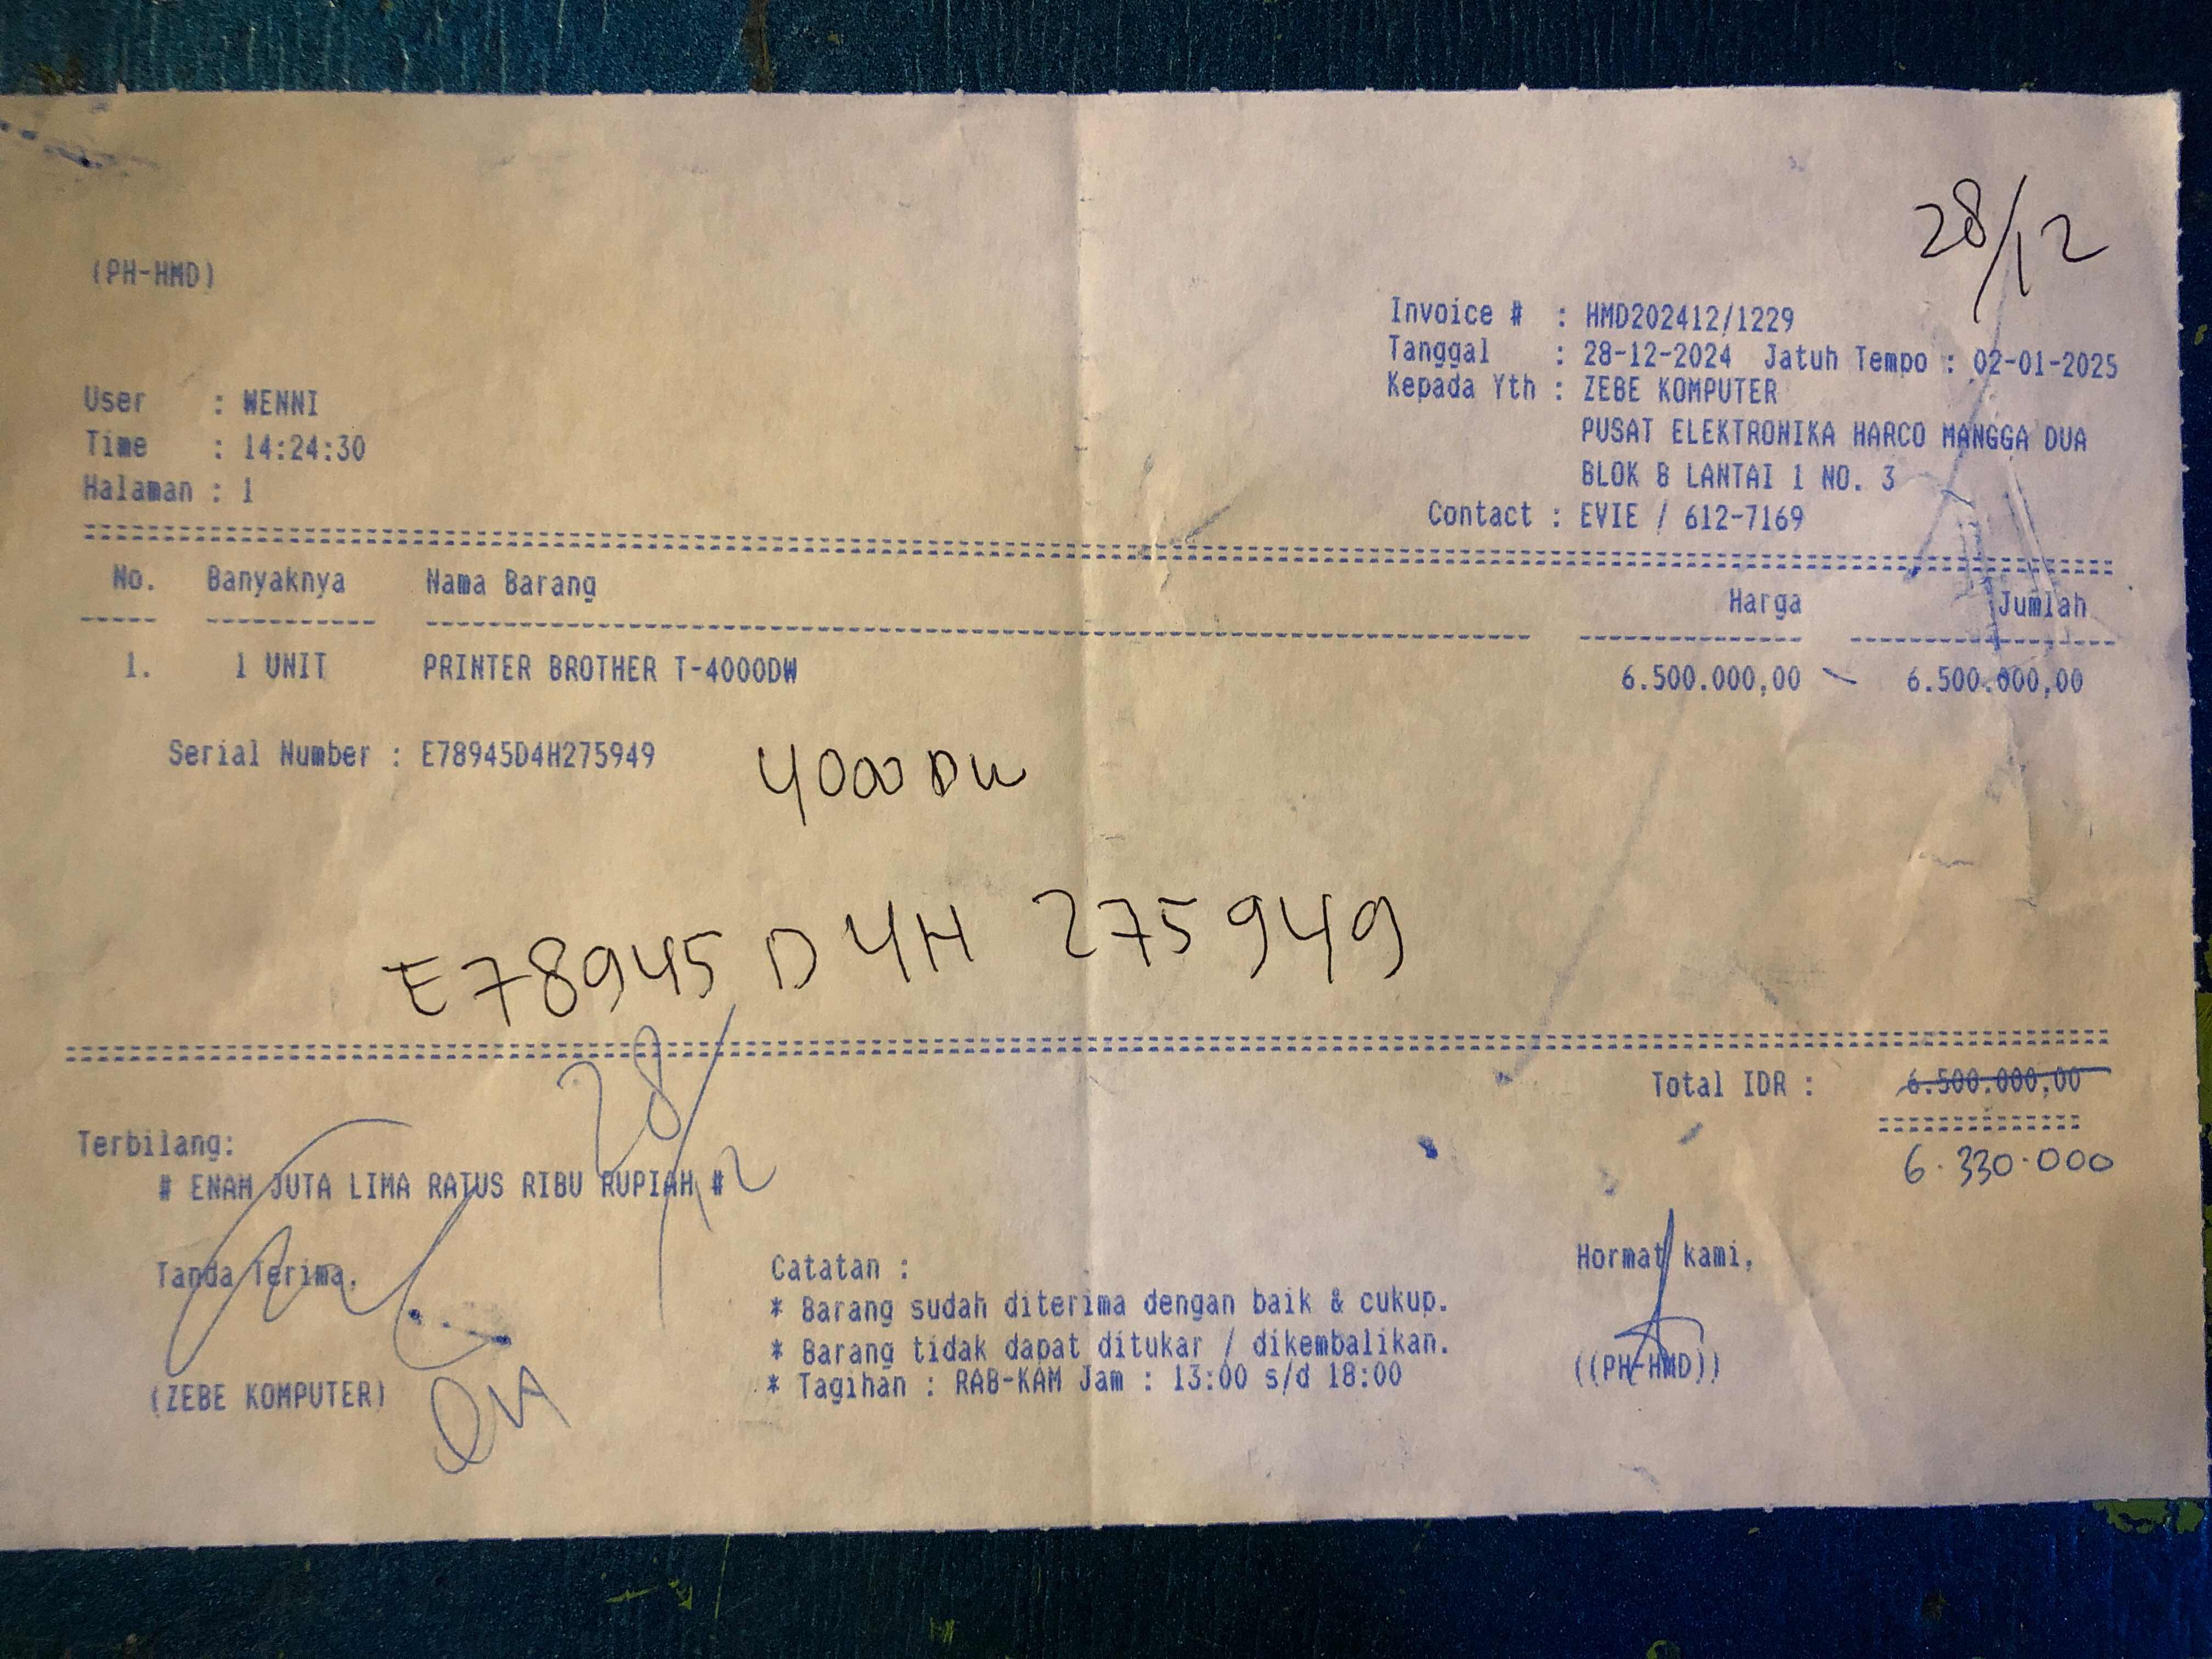 28/12
(PH-HMD)
Invoice # : HMD202412/1229
Tanggal : 28-12-2024 Jatuh Tempo : 02-01-2025
Kepada Yth : ZEBE KOMPUTER
PUSAT ELEKTRONIKA HARCO MANGGA DUA
BLOK B LANTAI 1 NO. 3
Contact : EVIE / 612-7169
User : WENNI
Time : 14:24:30
Halaman : 1
No. Banyaknya Nama Barang Harga Jumlah
1. 1 UNIT PRINTER BROTHER T-4000DW 6.500.000,00 6.500.000,00
Serial Number : E78945D4H275949
4000DW
E78945D4H 275949
Total IDR : 6.500.000,00
6.330.000
Terbilang:
# ENAM JUTA LIMA RATUS RIBU RUPIAH #
28/12
Tanda Terima,
(ZEBE KOMPUTER)
Catatan :
* Barang sudah diterima dengan baik & cukup.
* Barang tidak dapat ditukar / dikembalikan.
* Tagihan : RAB-KAM Jam : 13:00 s/d 18:00
Hormat kami,
((PH-HMD))